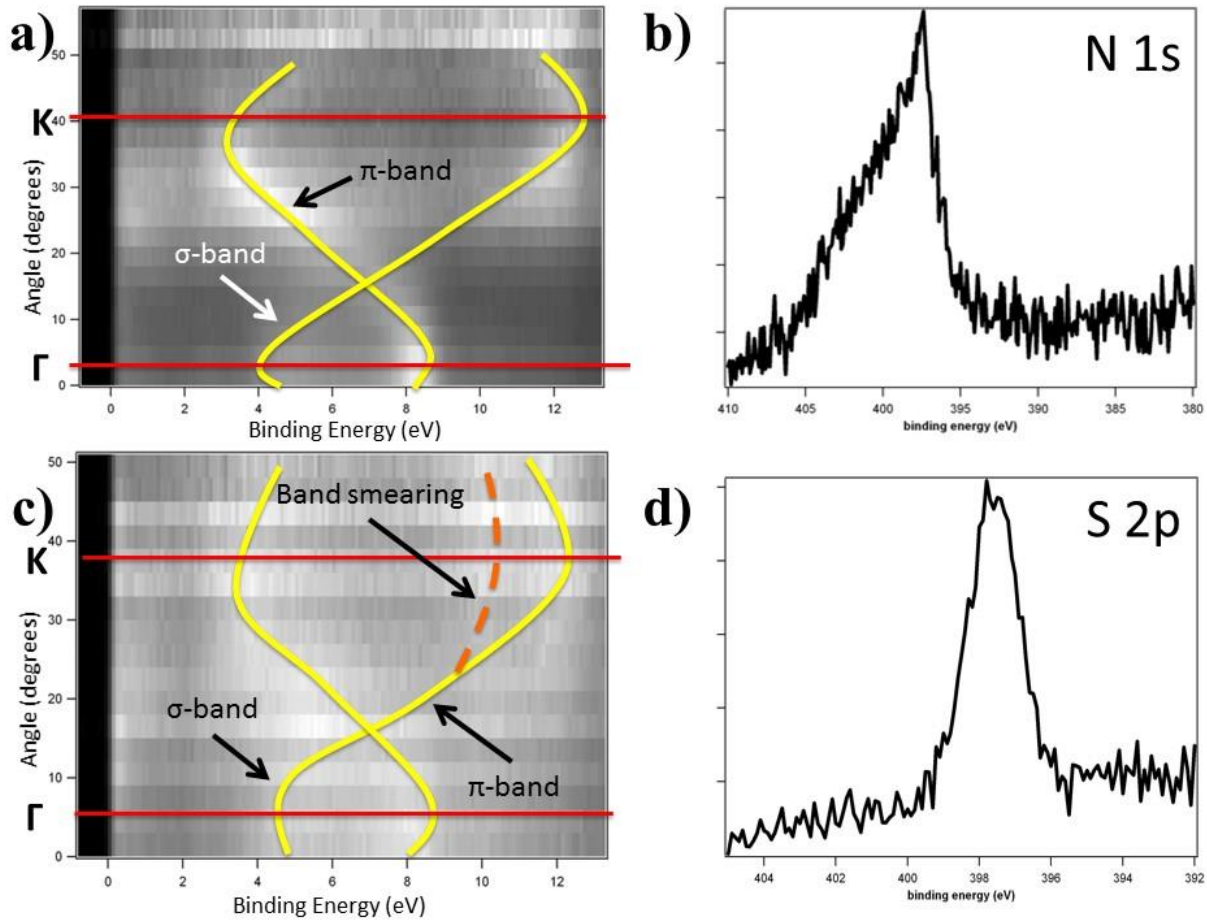 a)
50
K
40
Angle (degrees)
30
π-band
20
σ-band
10
Γ
0
0 2 4 6 8 10 12
Binding Energy (eV)
b)
N 1s
410 405 400 395 390 385 380
binding energy (eV)
c)
50
Band smearing
40
K
Angle (degrees)
30
20
σ-band
10
π-band
Γ
0
0 2 4 6 8 10 12
Binding Energy (eV)
d)
S 2p
404 402 400 398 396 394 392
binding energy (eV)